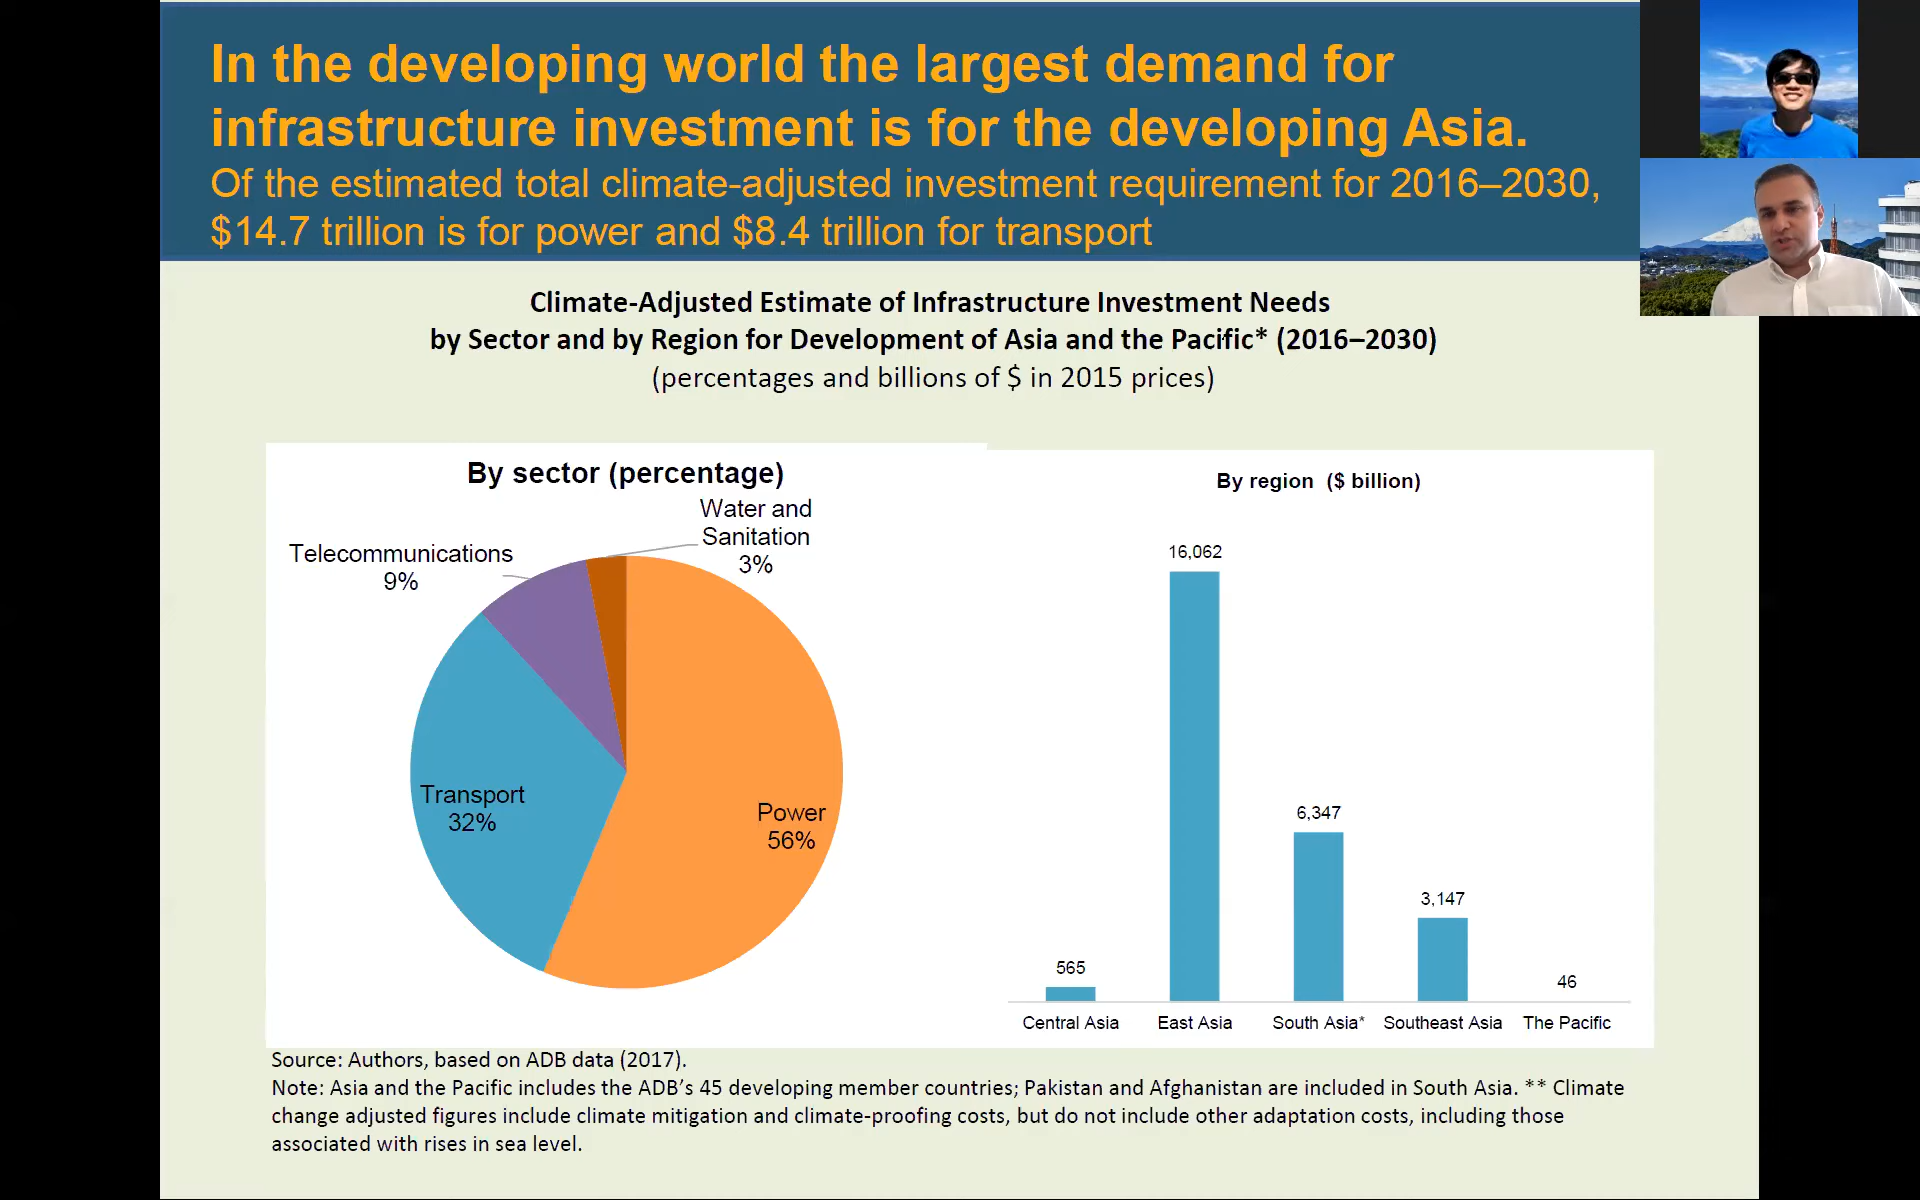 In the developing world the largest demand for
infrastructure investment is for the developing Asia.
Of the estimated total climate-adjusted investment requirement for 2016–2030,
$14.7 trillion is for power and $8.4 trillion for transport
Climate-Adjusted Estimate of Infrastructure Investment Needs
by Sector and by Region for Development of Asia and the Pacific* (2016–2030)
(percentages and billions of $ in 2015 prices)
By sector (percentage)
Water and
Sanitation
3%
Telecommunications
9%
Transport
32%
Power
56%
By region ($ billion)
16,062
6,347
3,147
565
46
Central Asia
East Asia
South Asia*
Southeast Asia
The Pacific
Source: Authors, based on ADB data (2017).
Note: Asia and the Pacific includes the ADB’s 45 developing member countries; Pakistan and Afghanistan are included in South Asia. ** Climate
change adjusted figures include climate mitigation and climate-proofing costs, but do not include other adaptation costs, including those
associated with rises in sea level.